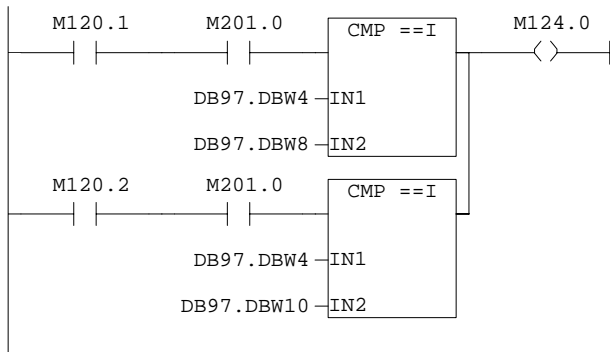 M120.1 M201.0 CMP ==I M124.0
DB97.DBW4 IN1
DB97.DBW8 IN2
M120.2 M201.0 CMP ==I
DB97.DBW4 IN1
DB97.DBW10 IN2